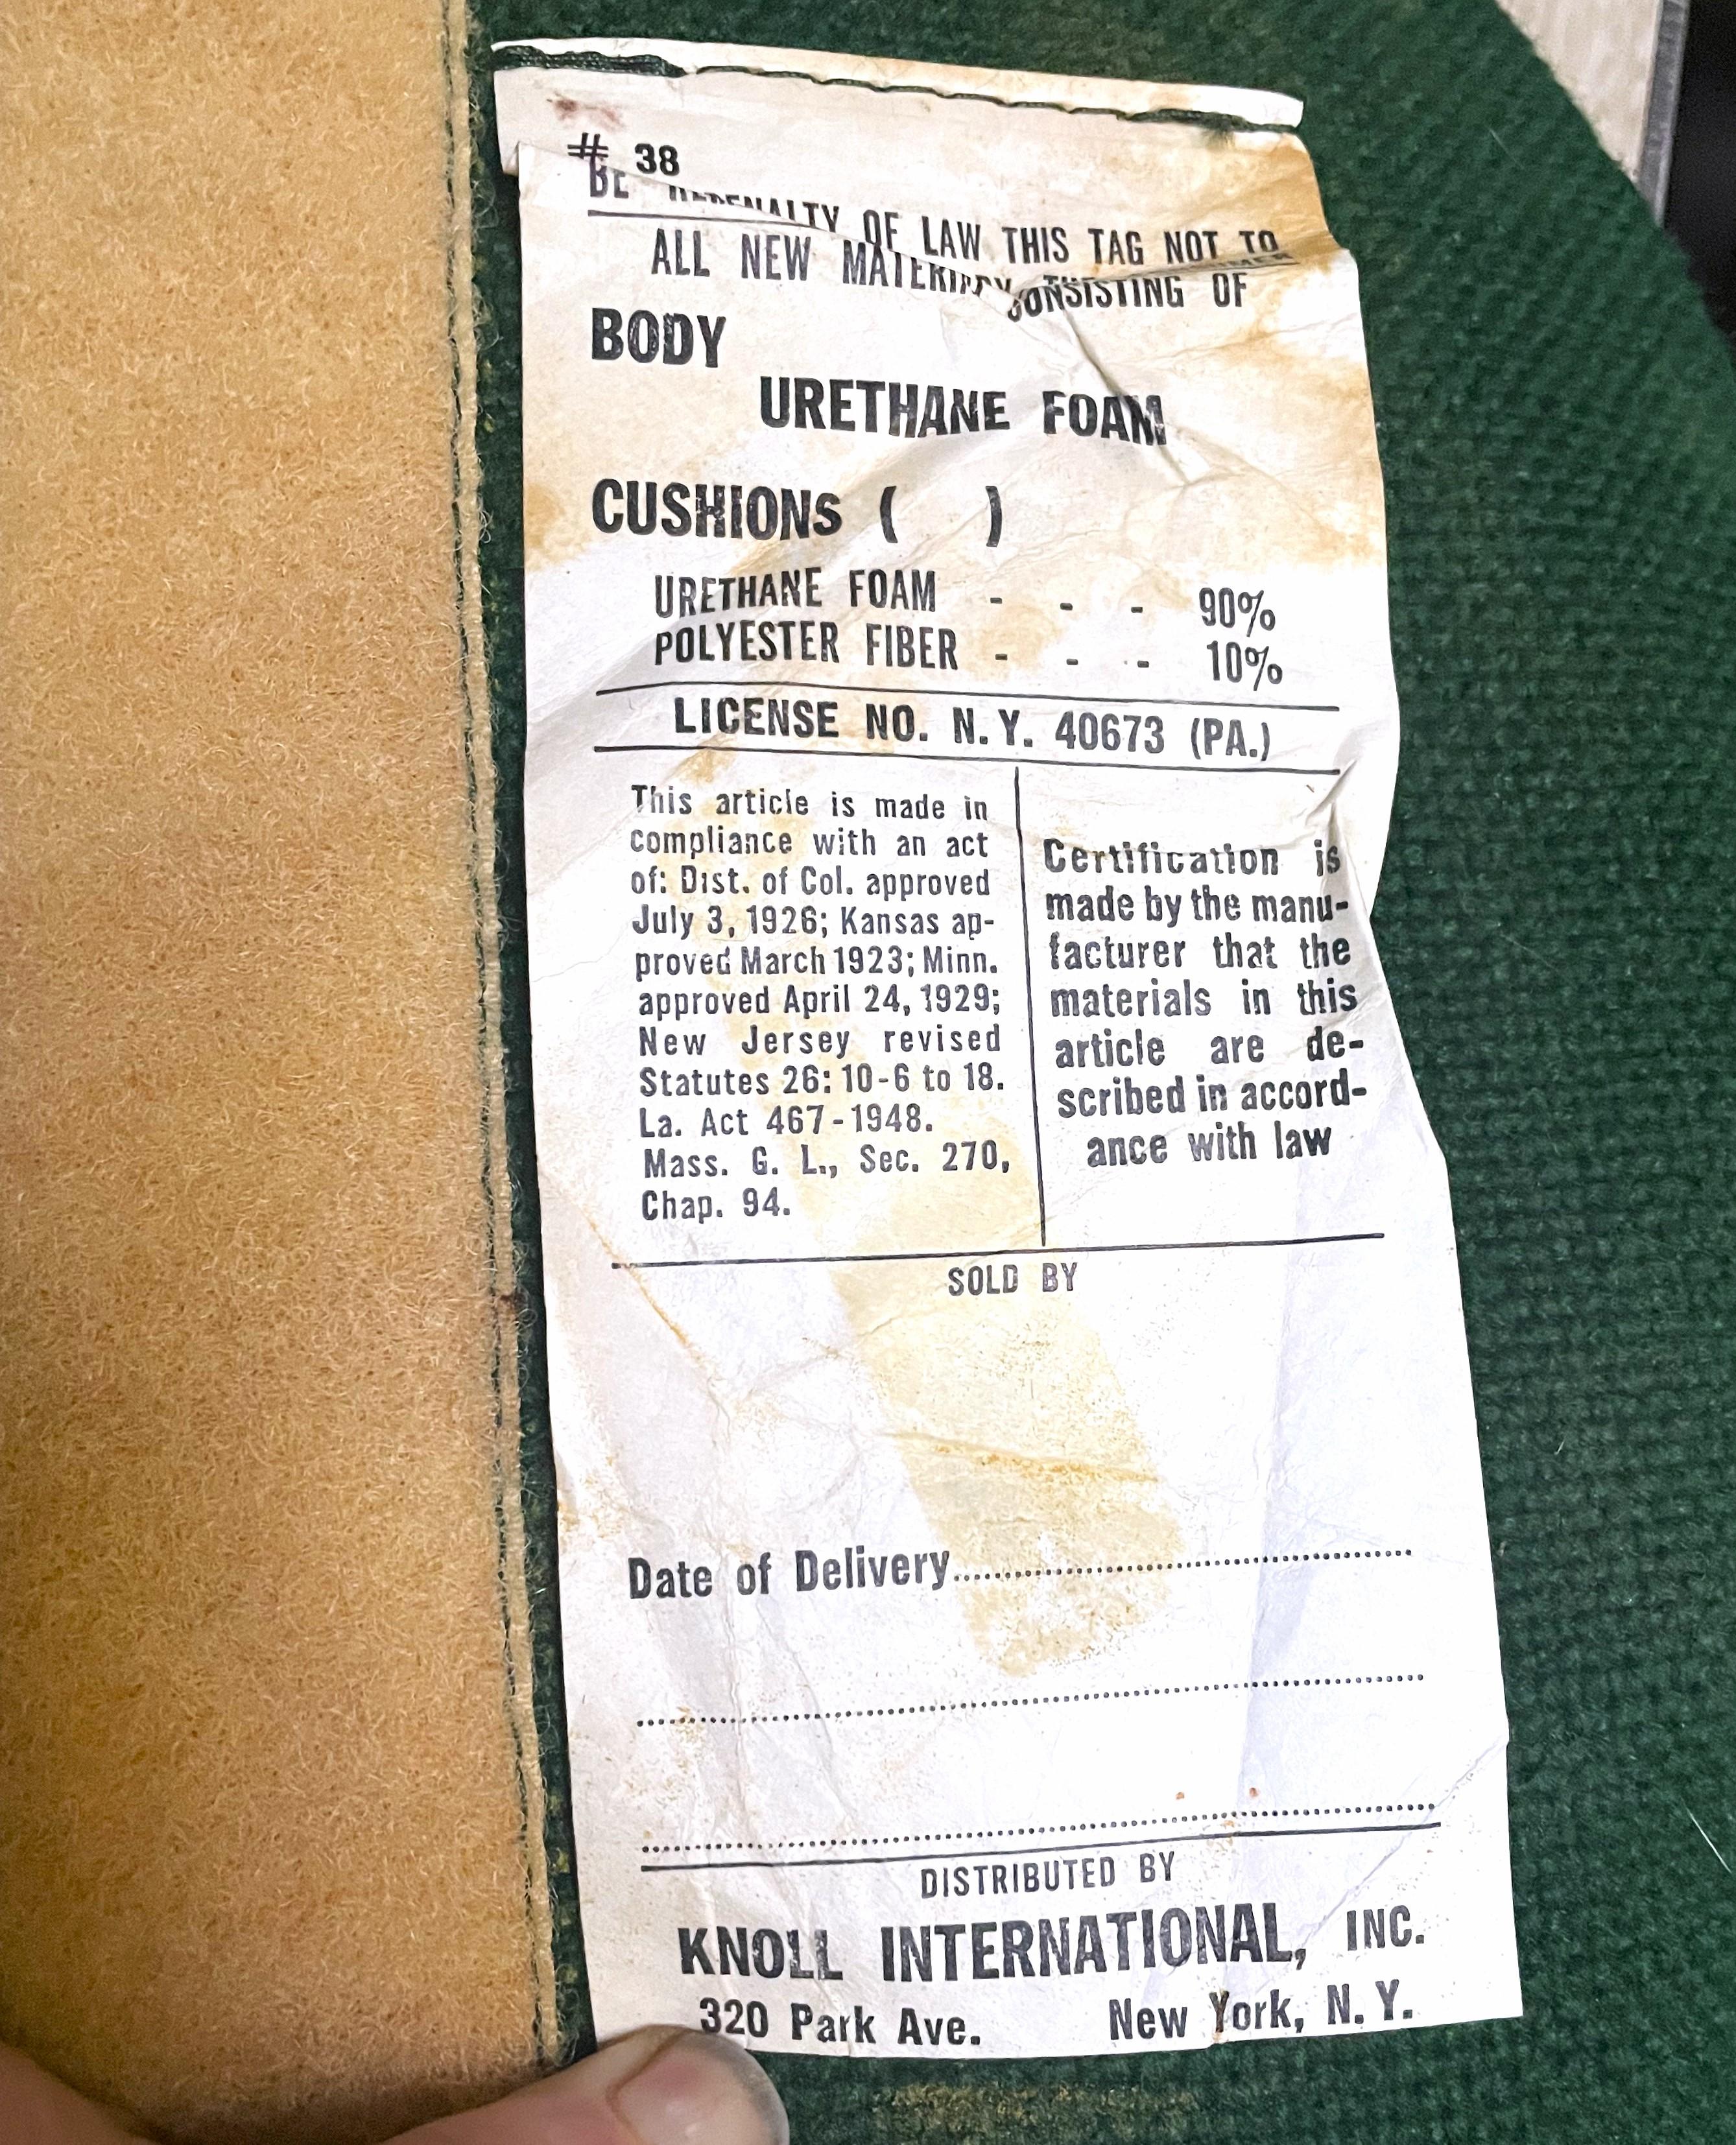 # 38
PENALTY OF LAW THIS TAG NOT TO
BE
ALL NEW MATERIAL CONSISTING OF
BODY
URETHANE FOAM
CUSHIONS ( )
URETHANE FOAM - - - 90%
POLYESTER FIBER - - - 10%
LICENSE NO. N.Y. 40673 (PA.)
This article is made in
compliance with an act
of: Dist. of Col. approved
July 3, 1926; Kansas ap-
proved March 1923; Minn.
approved April 24, 1929;
New Jersey revised
Statutes 26: 10-6 to 18.
La. Act 467-1948.
Mass. G. L., Sec. 270,
Chap. 94.
Certification is
made by the manu-
facturer that the
materials in this
article are de-
scribed in accord-
ance with law
SOLD BY
Date of Delivery
DISTRIBUTED BY
KNOLL INTERNATIONAL, INC.
320 Park Ave. New York, N. Y.